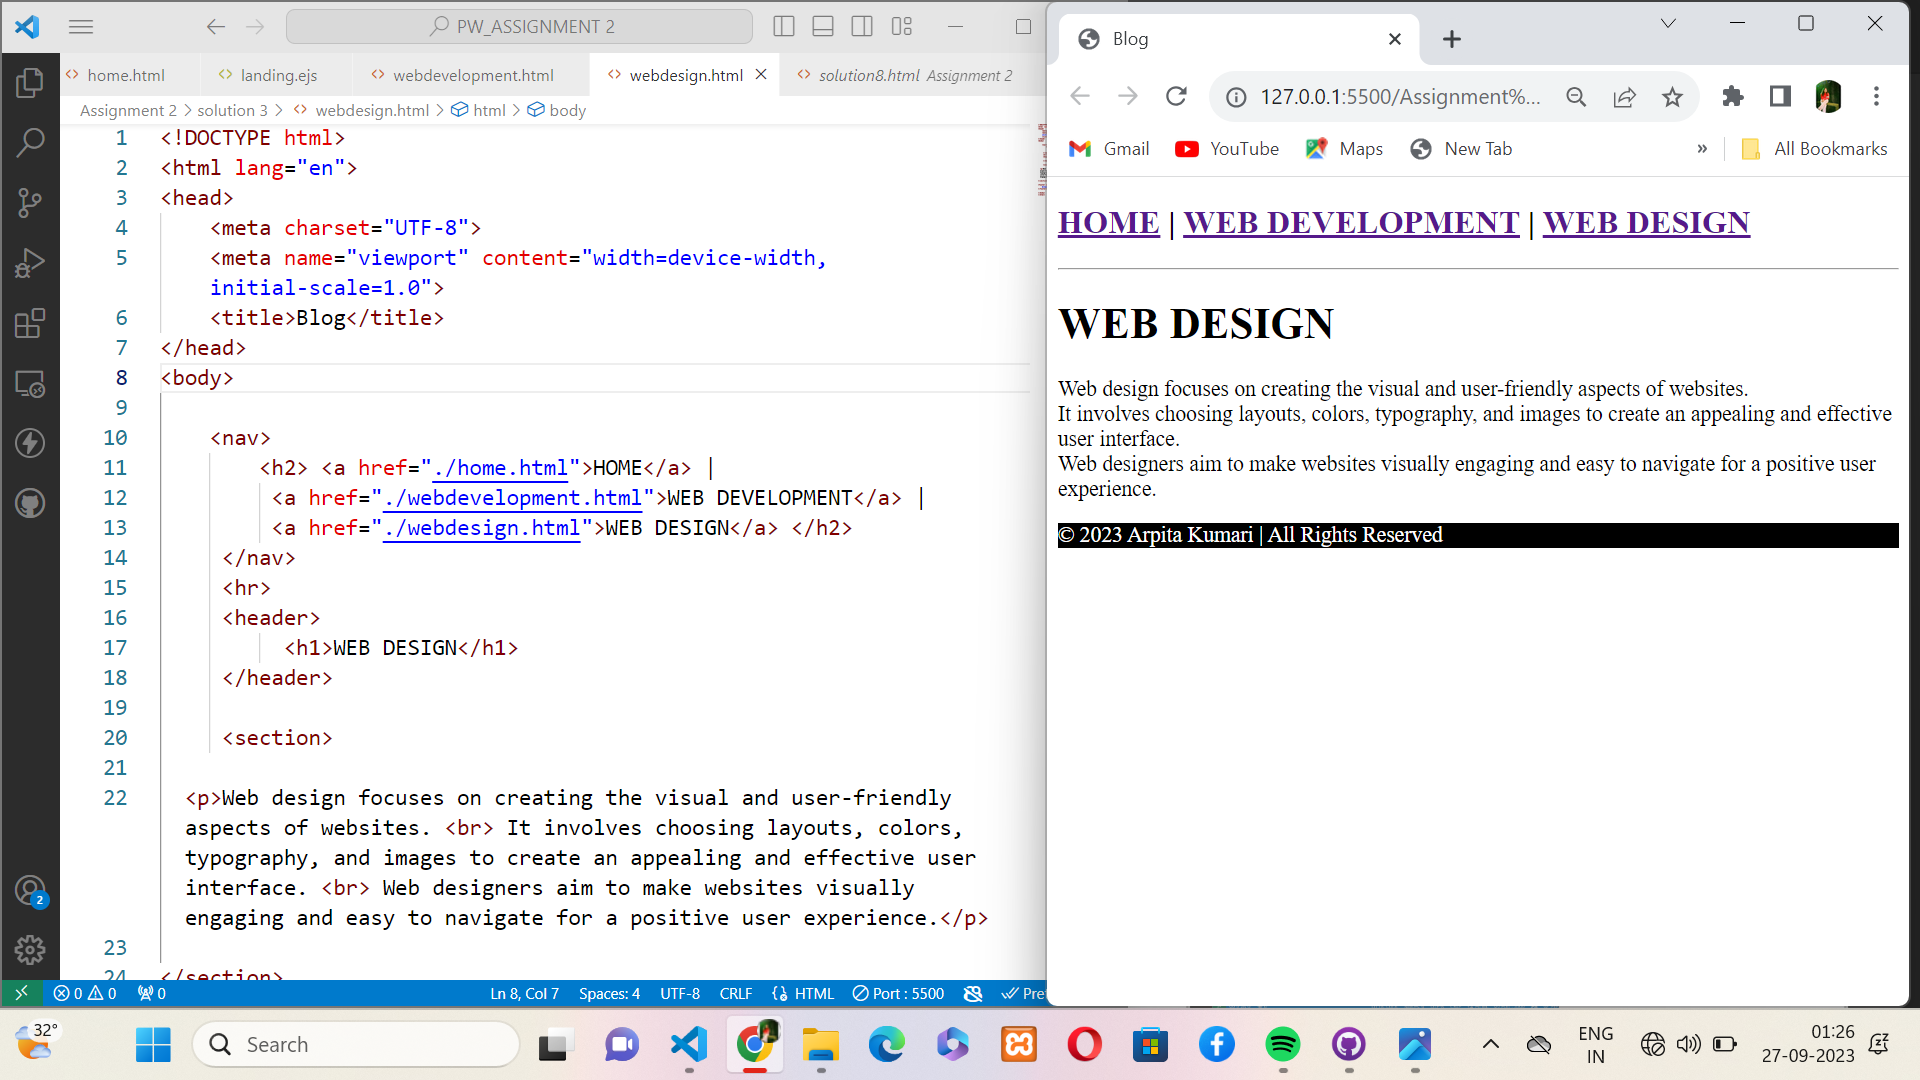 PW_ASSIGNMENT 2
home.html
landing.ejs
webdevelopment.html
webdesign.html
solution8.html Assignment 2
Assignment 2 > solution 3 > webdesign.html > html > body
1 <!DOCTYPE html>
2 <html lang="en">
3 <head>
4 <meta charset="UTF-8">
5 <meta name="viewport" content="width=device-width,
initial-scale=1.0">
6 <title>Blog</title>
7 </head>
8 <body>
9
10 <nav>
11 <h2> <a href="./home.html">HOME</a> |
12 <a href="./webdevelopment.html">WEB DEVELOPMENT</a> |
13 <a href="./webdesign.html">WEB DESIGN</a> </h2>
14 </nav>
15 <hr>
16 <header>
17 <h1>WEB DESIGN</h1>
18 </header>
19
20 <section>
21
22 <p>Web design focuses on creating the visual and user-friendly
aspects of websites. <br> It involves choosing layouts, colors,
typography, and images to create an appealing and effective user
interface. <br> Web designers aim to make websites visually
engaging and easy to navigate for a positive user experience.</p>
23
24 </section>
2
0 0 0 Ln 8, Col 7 Spaces: 4 UTF-8 CRLF {} HTML Port : 5500
Blog
127.0.0.1:5500/Assignment%...
Gmail YouTube Maps New Tab » All Bookmarks
HOME | WEB DEVELOPMENT | WEB DESIGN
WEB DESIGN
Web design focuses on creating the visual and user-friendly aspects of websites.
It involves choosing layouts, colors, typography, and images to create an appealing and effective
user interface.
Web designers aim to make websites visually engaging and easy to navigate for a positive user
experience.
© 2023 Arpita Kumari | All Rights Reserved
32°
Search
ENG
IN
01:26
27-09-2023